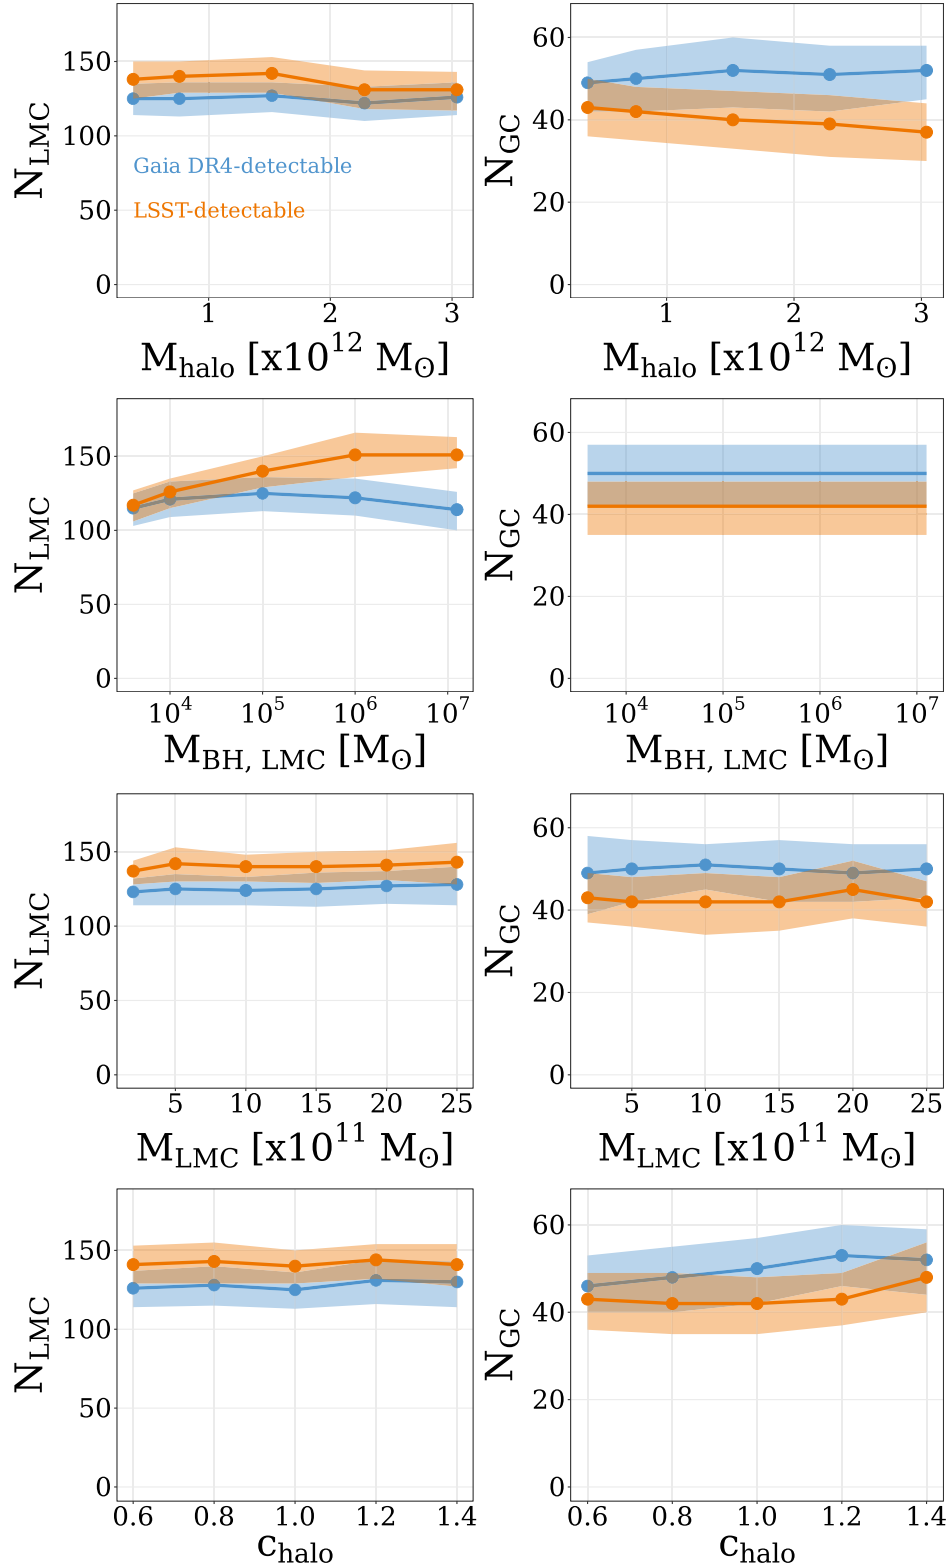 N_LMC
150
100
50
0
Gaia DR4-detectable
LSST-detectable
1 2 3
M_halo [x10^12 M_⊙]
N_GC
60
40
20
0
1 2 3
M_halo [x10^12 M_⊙]
N_LMC
150
100
50
0
10^4 10^5 10^6 10^7
M_BH, LMC [M_⊙]
N_GC
60
40
20
0
10^4 10^5 10^6 10^7
M_BH, LMC [M_⊙]
N_LMC
150
100
50
0
5 10 15 20 25
M_LMC [x10^11 M_⊙]
N_GC
60
40
20
0
5 10 15 20 25
M_LMC [x10^11 M_⊙]
N_LMC
150
100
50
0
0.6 0.8 1.0 1.2 1.4
c_halo
N_GC
60
40
20
0
0.6 0.8 1.0 1.2 1.4
c_halo